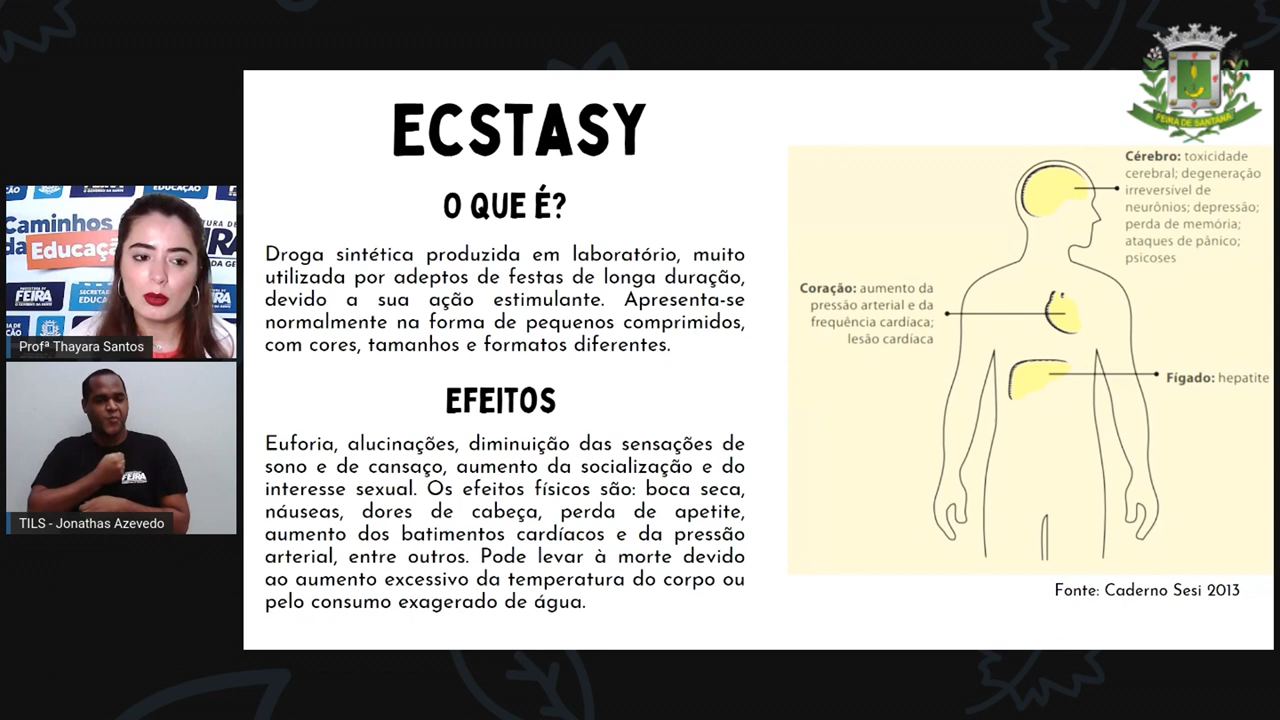 ECSTASY
O QUE É?
Droga sintética produzida em laboratório, muito
utilizada por adeptos de festas de longa duração,
devido a sua ação estimulante. Apresenta-se
normalmente na forma de pequenos comprimidos,
com cores, tamanhos e formatos diferentes.
EFEITOS
Euforia, alucinações, diminuição das sensações de
sono e de cansaço, aumento da socialização e do
interesse sexual. Os efeitos físicos são: boca seca,
náuseas, dores de cabeça, perda de apetite,
aumento dos batimentos cardíacos e da pressão
arterial, entre outros. Pode levar à morte devido
ao aumento excessivo da temperatura do corpo ou
pelo consumo exagerado de água.
Cérebro: toxicidade
cerebral; degeneração
irreversível de
neurônios; depressão;
perda de memória;
ataques de pânico;
psicoses
Coração: aumento da
pressão arterial e da
frequência cardíaca;
lesão cardíaca
Fígado: hepatite
Fonte: Caderno Sesi 2013
FEIRA DE SANTANA
Caminhos
da Educaç
FEIRA
Profª Thayara Santos
FEIRA
TILS - Jonathas Azevedo